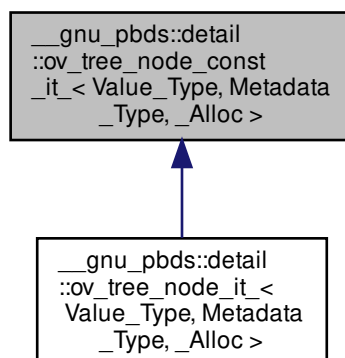 __gnu_pbds::detail
::ov_tree_node_const
_it_< Value_Type, Metadata
_Type, _Alloc >
__gnu_pbds::detail
::ov_tree_node_it_<
Value_Type, Metadata
_Type, _Alloc >